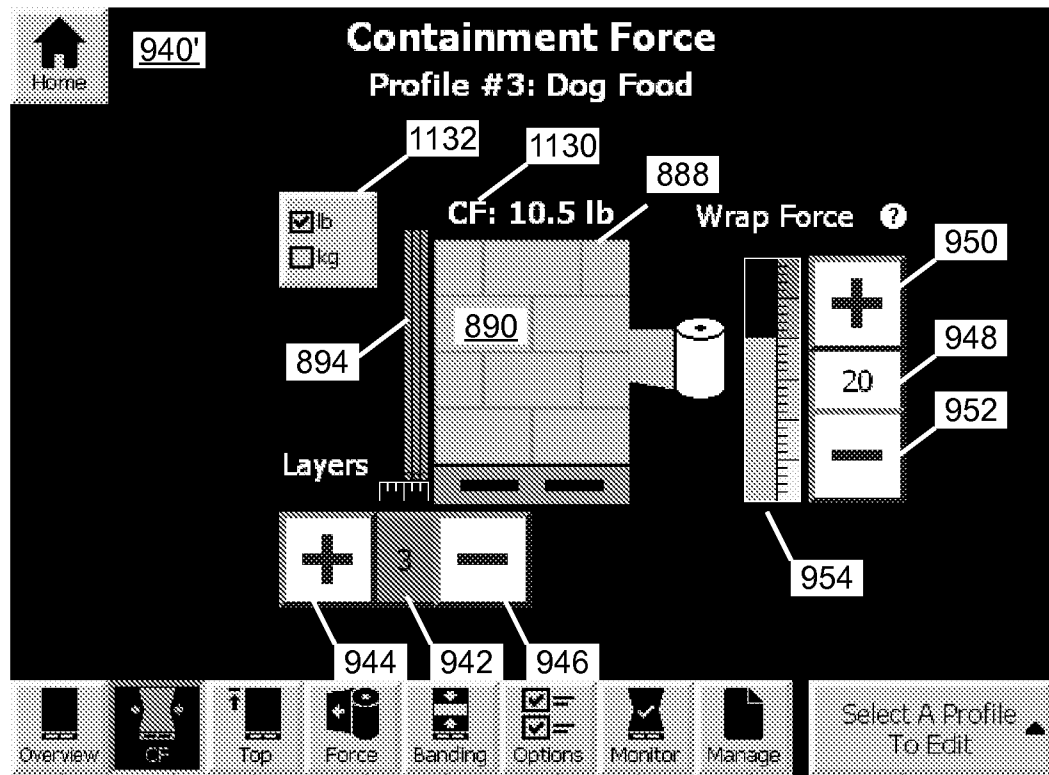 Home
940'
Containment Force
Profile #3: Dog Food
1132
1130
888
lb
kg
CF: 10.5 lb
Wrap Force ?
950
890
894
20
948
952
Layers
3
954
944
942
946
Overview
CF
Top
Force
Banding
Options
Monitor
Manage
Select A Profile
To Edit